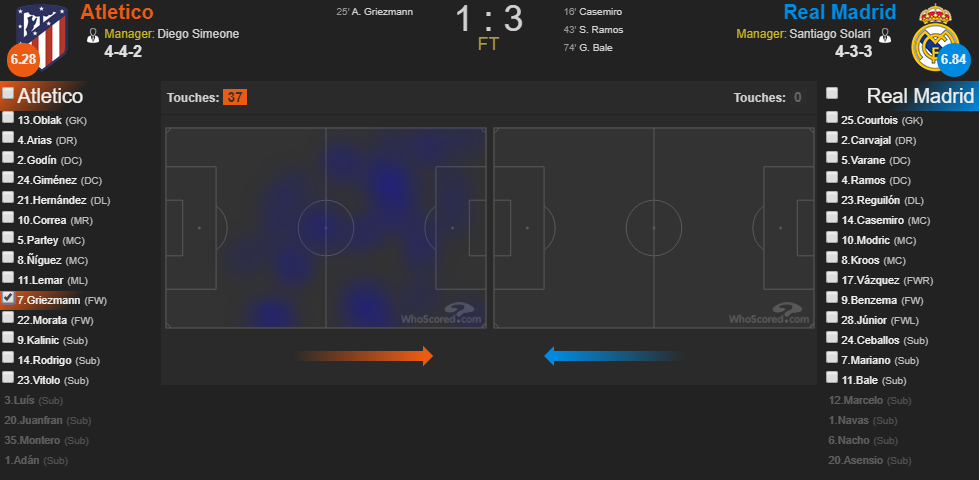 Atletico
Manager: Diego Simeone
4-4-2
6.28
25' A. Griezmann
1 : 3
FT
16' Casemiro
43' S. Ramos
74' G. Bale
Real Madrid
Manager: Santiago Solari
4-3-3
6.84
Atletico
13.Oblak (GK)
4.Arias (DR)
2.Godín (DC)
24.Giménez (DC)
21.Hernández (DL)
10.Correa (MR)
5.Partey (MC)
8.Ñíguez (MC)
11.Lemar (ML)
7.Griezmann (FW)
22.Morata (FW)
9.Kalinic (Sub)
14.Rodrigo (Sub)
23.Vitolo (Sub)
3.Luís (Sub)
20.Juanfran (Sub)
35.Montero (Sub)
1.Adán (Sub)
Touches: 37
Touches: 0
WhoScored.com
WhoScored.com
Real Madrid
25.Courtois (GK)
2.Carvajal (DR)
5.Varane (DC)
4.Ramos (DC)
23.Reguilón (DL)
14.Casemiro (MC)
10.Modric (MC)
8.Kroos (MC)
17.Vázquez (FWR)
9.Benzema (FW)
28.Júnior (FWL)
24.Ceballos (Sub)
7.Mariano (Sub)
11.Bale (Sub)
12.Marcelo (Sub)
1.Navas (Sub)
6.Nacho (Sub)
20.Asensio (Sub)